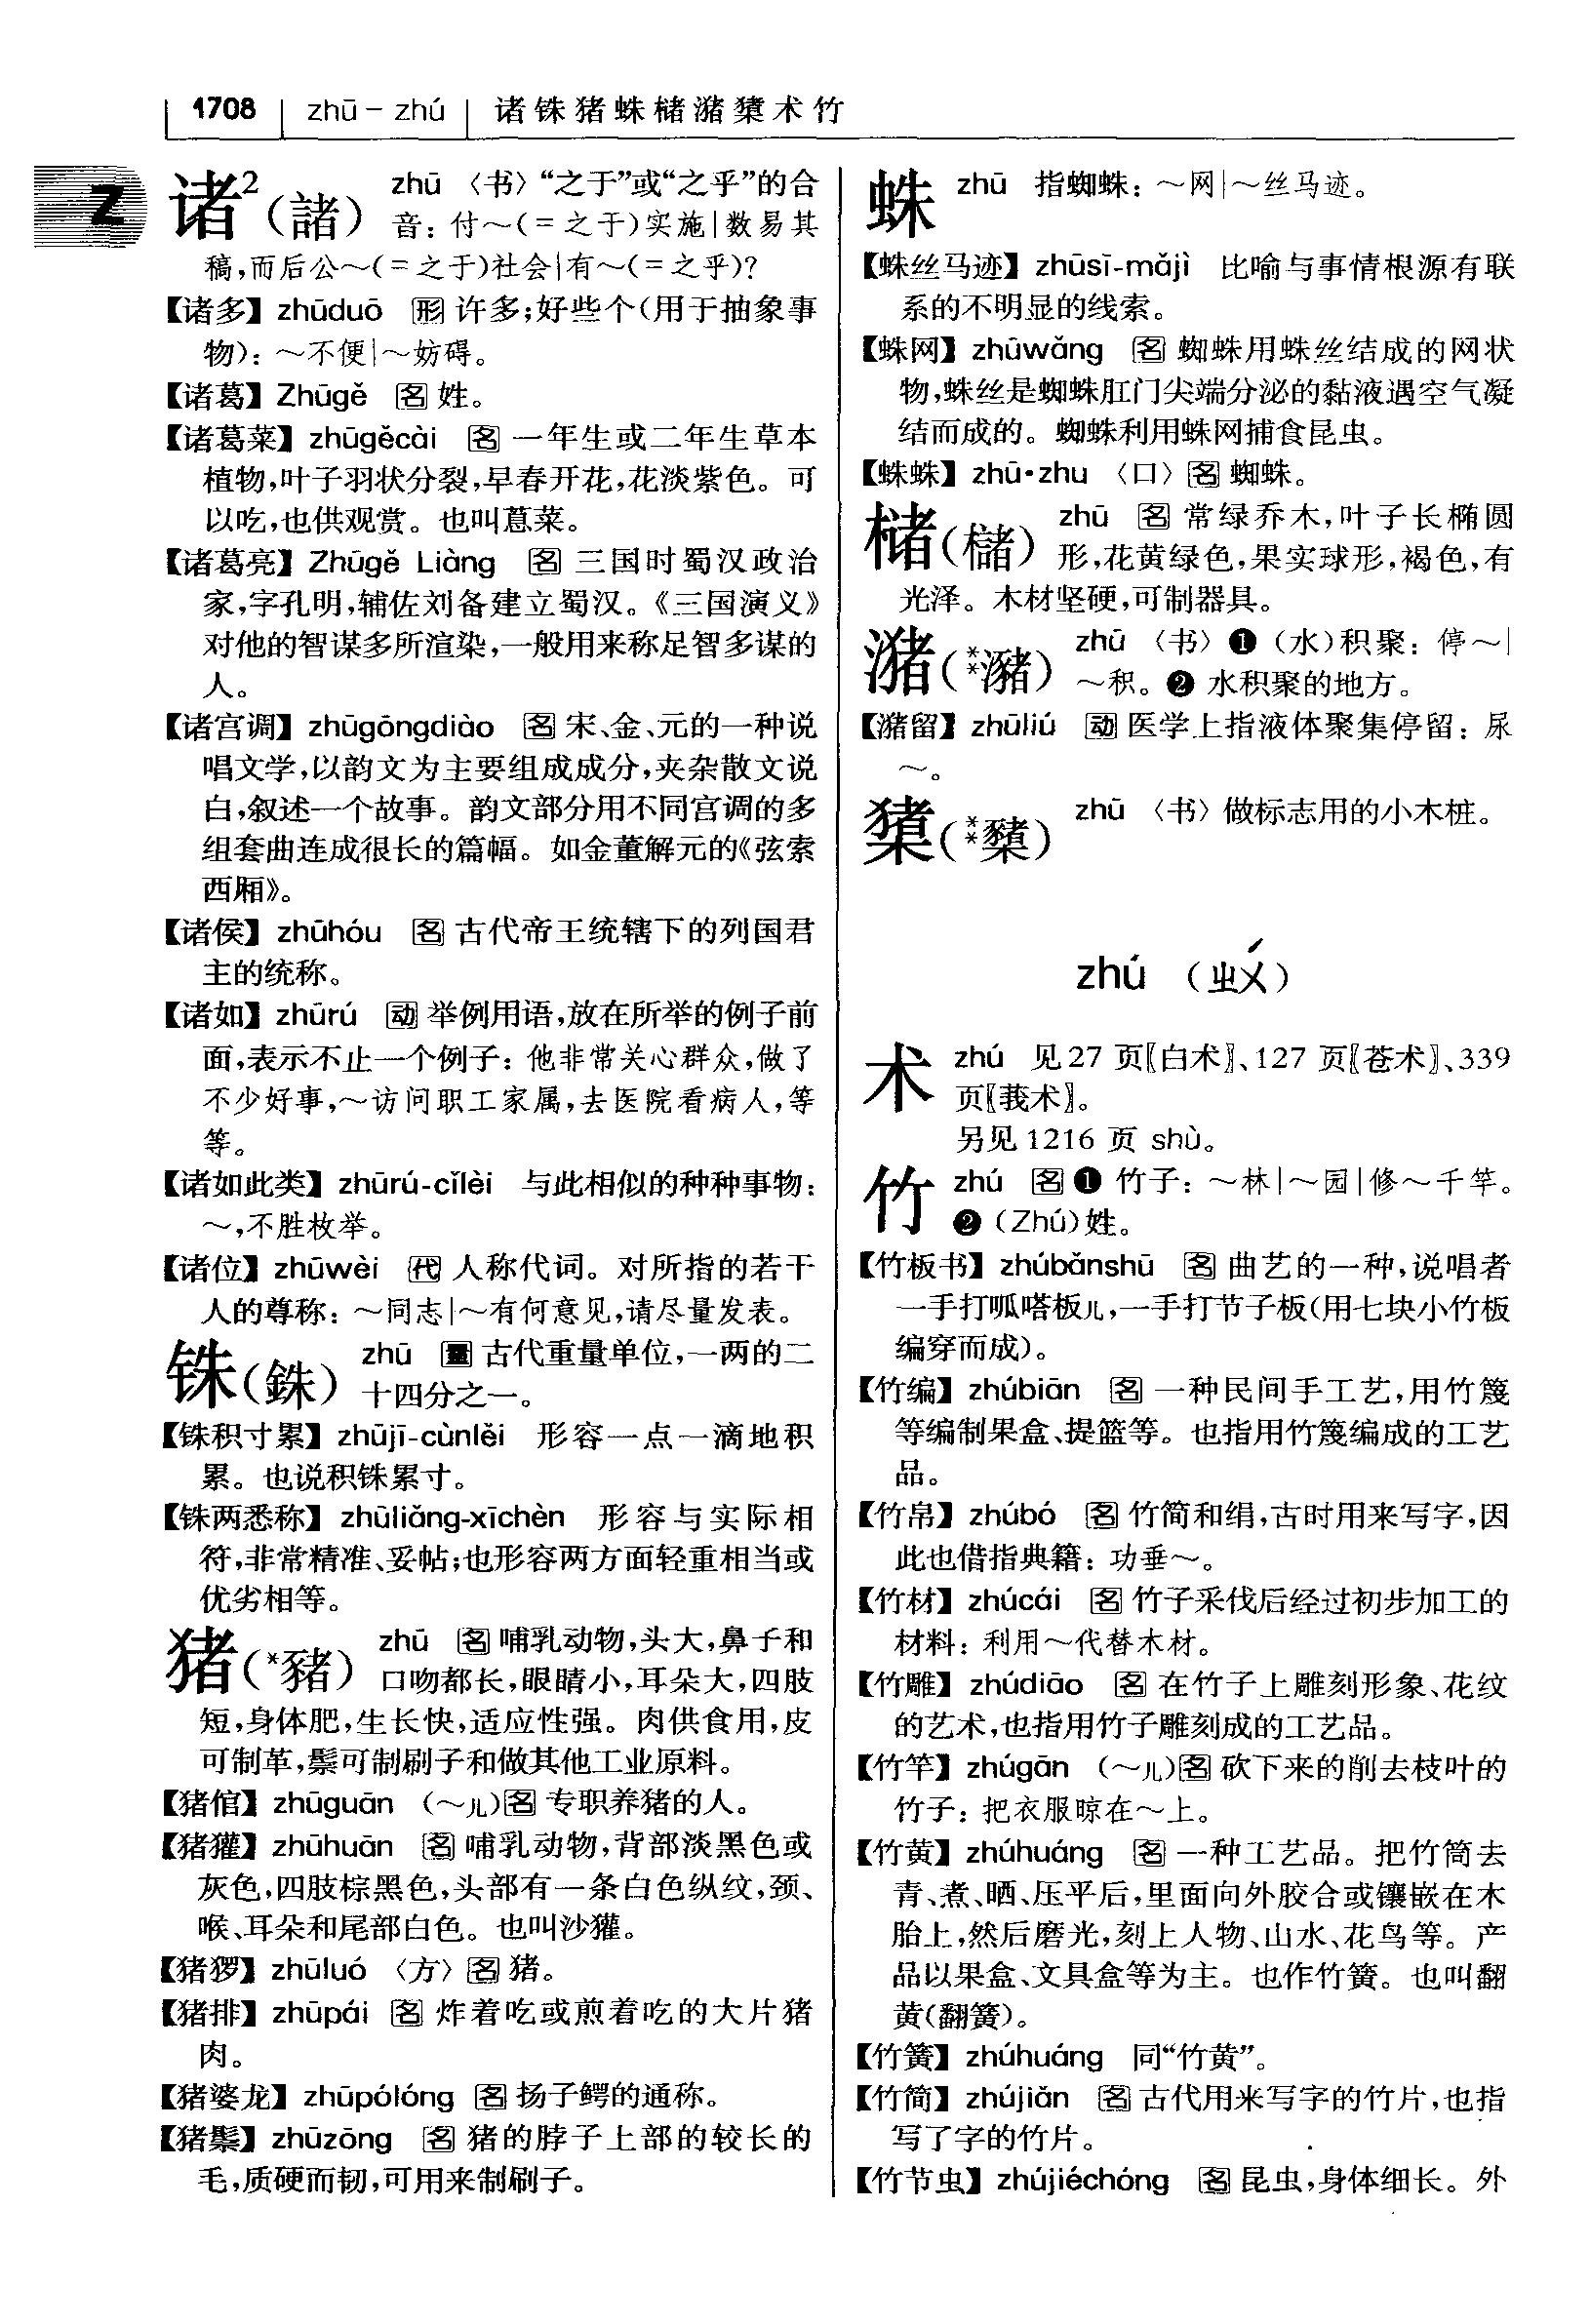 1708 zhū－zhú 诸铢猪蛛槠潴橥术竹
Z
诸²(諸) zhū 〈书〉“之于”或“之乎”的合
音：付～(＝之于)实施|数易其
稿，而后公～(＝之于)社会|有～(＝之乎)？
【诸多】zhūduō 形 许多；好些个(用于抽象事
物)：～不便|～妨碍。
【诸葛】Zhūgě 名 姓。
【诸葛菜】zhūgěcài 名 一年生或二年生草本
植物，叶子羽状分裂，早春开花，花淡紫色。可
以吃，也供观赏。也叫菖菜。
【诸葛亮】Zhūgě Liàng 名 三国时蜀汉政治
家，字孔明，辅佐刘备建立蜀汉。《三国演义》
对他的智谋多所渲染，一般用来称足智多谋的
人。
【诸宫调】zhūgōngdiào 名 宋、金、元的一种说
唱文学，以韵文为主要组成成分，夹杂散文说
白，叙述一个故事。韵文部分用不同宫调的多
组套曲连成很长的篇幅。如金董解元的《弦索
西厢》。
【诸侯】zhūhóu 名 古代帝王统辖下的列国君
主的统称。
【诸如】zhūrú 动 举例用语，放在所举的例子前
面，表示不止一个例子：他非常关心群众，做了
不少好事，～访问职工家属，去医院看病人，等
等。
【诸如此类】zhūrú-cǐlèi 与此相似的种种事物：
～，不胜枚举。
【诸位】zhūwèi 代 人称代词。对所指的若干
人的尊称：～同志|～有何意见，请尽量发表。
铢(銖) zhū 量 古代重量单位，一两的二
十四分之一。
【铢积寸累】zhūjī-cùnlěi 形容一点一滴地积
累。也说积铢累寸。
【铢两悉称】zhūliǎng-xīchèn 形容与实际相
符，非常精准、妥帖；也形容两方面轻重相当或
优劣相等。
猪(*豬) zhū 名 哺乳动物，头大，鼻子和
口吻都长，眼睛小，耳朵大，四肢
短，身体肥，生长快，适应性强。肉供食用，皮
可制革，鬃可制刷子和做其他工业原料。
【猪倌】zhūguān (～儿)名 专职养猪的人。
【猪獾】zhūhuān 名 哺乳动物，背部淡黑色或
灰色，四肢棕黑色，头部有一条白色纵纹，颈、
喉、耳朵和尾部白色。也叫沙獾。
【猪猡】zhūluó 〈方〉名 猪。
【猪排】zhūpái 名 炸着吃或煎着吃的大片猪
肉。
【猪婆龙】zhūpólóng 名 扬子鳄的通称。
【猪鬃】zhūzōng 名 猪的脖子上部的较长的
毛，质硬而韧，可用来制刷子。
蛛 zhū 指蜘蛛：～网|～丝马迹。
【蛛丝马迹】zhūsī-mǎjì 比喻与事情根源有联
系的不明显的线索。
【蛛网】zhūwǎng 名 蜘蛛用蛛丝结成的网状
物，蛛丝是蜘蛛肛门尖端分泌的黏液遇空气凝
结而成的。蜘蛛利用蛛网捕食昆虫。
【蛛蛛】zhū·zhu 〈口〉名 蜘蛛。
槠(櫧) zhū 名 常绿乔木，叶子长椭圆
形，花黄绿色，果实球形，褐色，有
光泽。木材坚硬，可制器具。
潴(**瀦) zhū 〈书〉❶（水）积聚：停～|
～积。❷ 水积聚的地方。
【潴留】zhūliú 动 医学上指液体聚集停留：尿
～。
橥(**櫫) zhū 〈书〉做标志用的小木桩。
zhú （ㄓㄨˊ）
术 zhú 见27页〖白术〗、127页〖苍术〗、339
页〖莪术〗。
另见1216页 shù。
竹 zhú 名 ❶ 竹子：～林|～园|修～千竿。
❷（Zhú)姓。
【竹板书】zhúbǎnshū 名 曲艺的一种，说唱者
一手打呱嗒板儿，一手打节子板(用七块小竹板
编穿而成)。
【竹编】zhúbiān 名 一种民间手工艺，用竹篾
等编制果盒、提篮等。也指用竹篾编成的工艺
品。
【竹帛】zhúbó 名 竹简和绢，古时用来写字，因
此也借指典籍：功垂～。
【竹材】zhúcái 名 竹子采伐后经过初步加工的
材料：利用～代替木材。
【竹雕】zhúdiāo 名 在竹子上雕刻形象、花纹
的艺术，也指用竹子雕刻成的工艺品。
【竹竿】zhúgān (～儿)名 砍下来的削去枝叶的
竹子：把衣服晾在～上。
【竹黄】zhúhuáng 名 一种工艺品。把竹筒去
青、煮、晒、压平后，里面向外胶合或镶嵌在木
胎上，然后磨光，刻上人物、山水、花鸟等。产
品以果盒、文具盒等为主。也作竹簧。也叫翻
黄(翻簧)。
【竹簧】zhúhuáng 同“竹黄”。
【竹简】zhújiǎn 名 古代用来写字的竹片，也指
写了字的竹片。
【竹节虫】zhújiéchóng 名 昆虫，身体细长。外